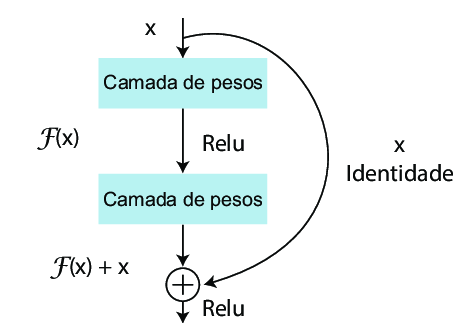 x
Camada de pesos
ℱ(x)
Relu
x
Identidade
Camada de pesos
ℱ(x) + x
Relu